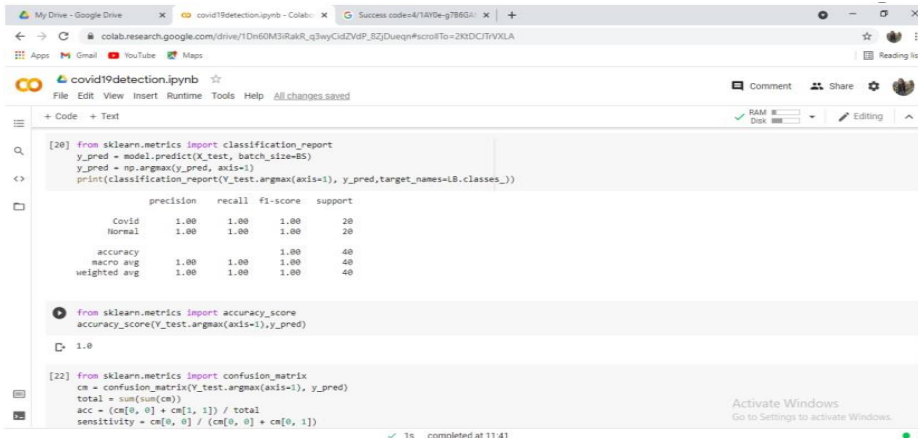 My Drive - Google Drive
covid19detection.ipynb - Colabo
Success code=4/1AY0e-g7B6GA
colab.research.google.com/drive/1Dn60M3iRakR_q3wyCidZVdP_8ZjDueqn#scrollTo=2KtDCJTrVXLA
Apps Gmail YouTube Maps Reading lis
covid19detection.ipynb
Comment Share
File Edit View Insert Runtime Tools Help All changes saved
+ Code + Text
RAM
Disk
Editing
[20] from sklearn.metrics import classification_report
y_pred = model.predict(X_test, batch_size=BS)
y_pred = np.argmax(y_pred, axis=1)
print(classification_report(Y_test.argmax(axis=1), y_pred,target_names=LB.classes_))
precision recall f1-score support
Covid 1.00 1.00 1.00 20
Normal 1.00 1.00 1.00 20
accuracy 1.00 40
macro avg 1.00 1.00 1.00 40
weighted avg 1.00 1.00 1.00 40
from sklearn.metrics import accuracy_score
accuracy_score(Y_test.argmax(axis=1),y_pred)
1.0
[22] from sklearn.metrics import confusion_matrix
cm = confusion_matrix(Y_test.argmax(axis=1), y_pred)
total = sum(sum(cm))
acc = (cm[0, 0] + cm[1, 1]) / total
sensitivity = cm[0, 0] / (cm[0, 0] + cm[0, 1])
Activate Windows
Go to Settings to activate Windows.
1s completed at 11:41